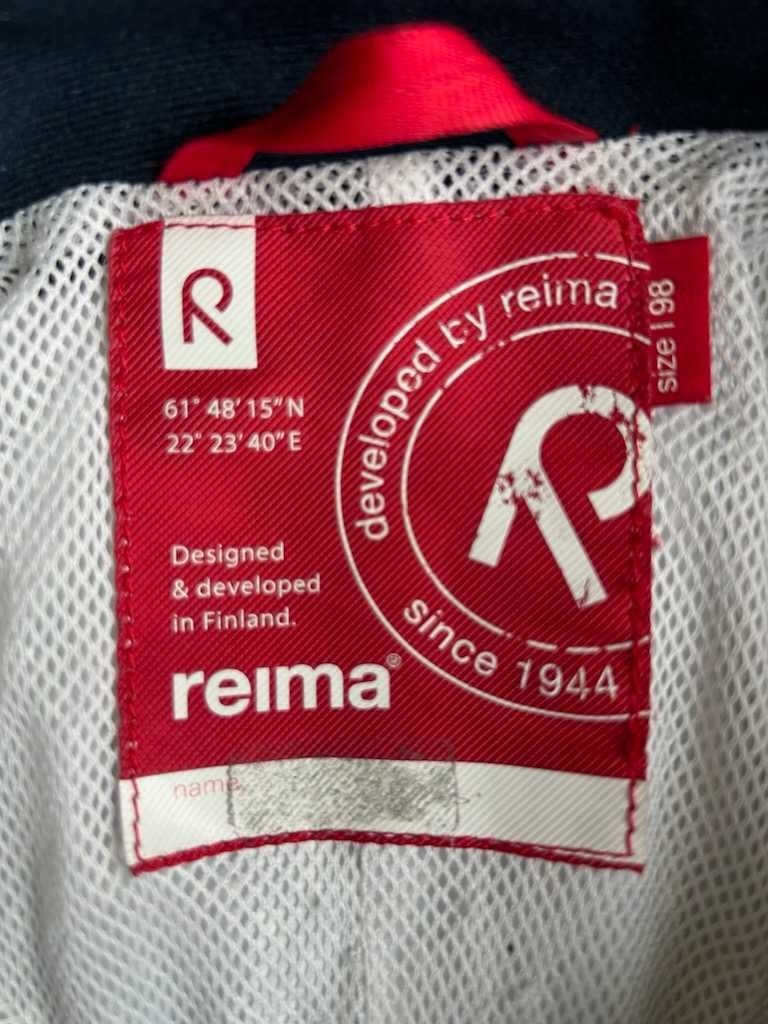 61° 48' 15" N
22° 23' 40" E
Designed
& developed
in Finland.
reima®
name
developed by reima
since 1944
size | 98